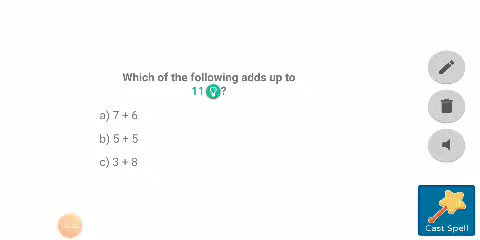 Which of the following adds up to
11 ?
a) 7 + 6
b) 5 + 5
c) 3 + 8
Cast Spell